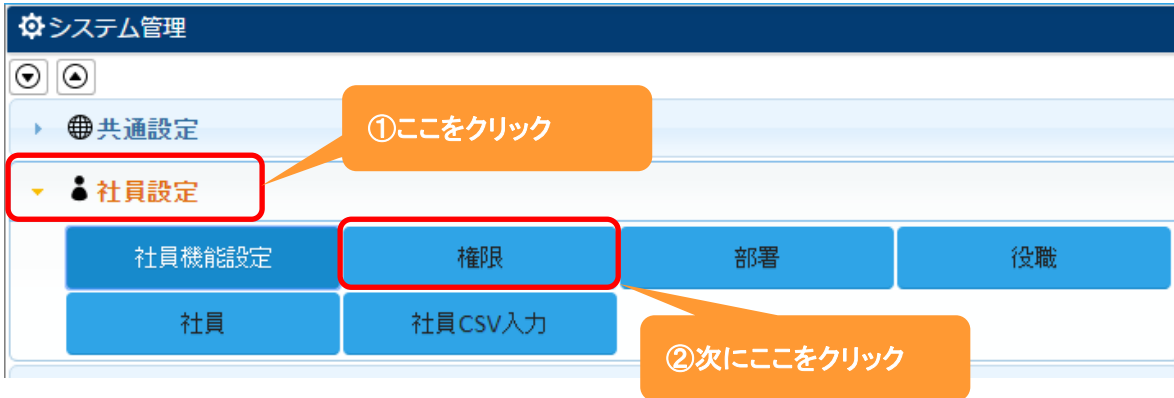 システム管理
共通設定
①ここをクリック
社員設定
社員機能設定
権限
部署
役職
社員
社員CSV入力
②次にここをクリック